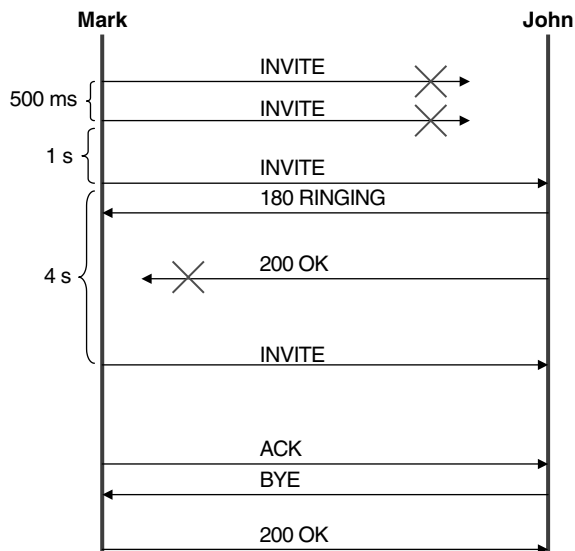 Mark John
INVITE
500 ms
INVITE
1 s
INVITE
180 RINGING
200 OK
4 s
INVITE
ACK
BYE
200 OK